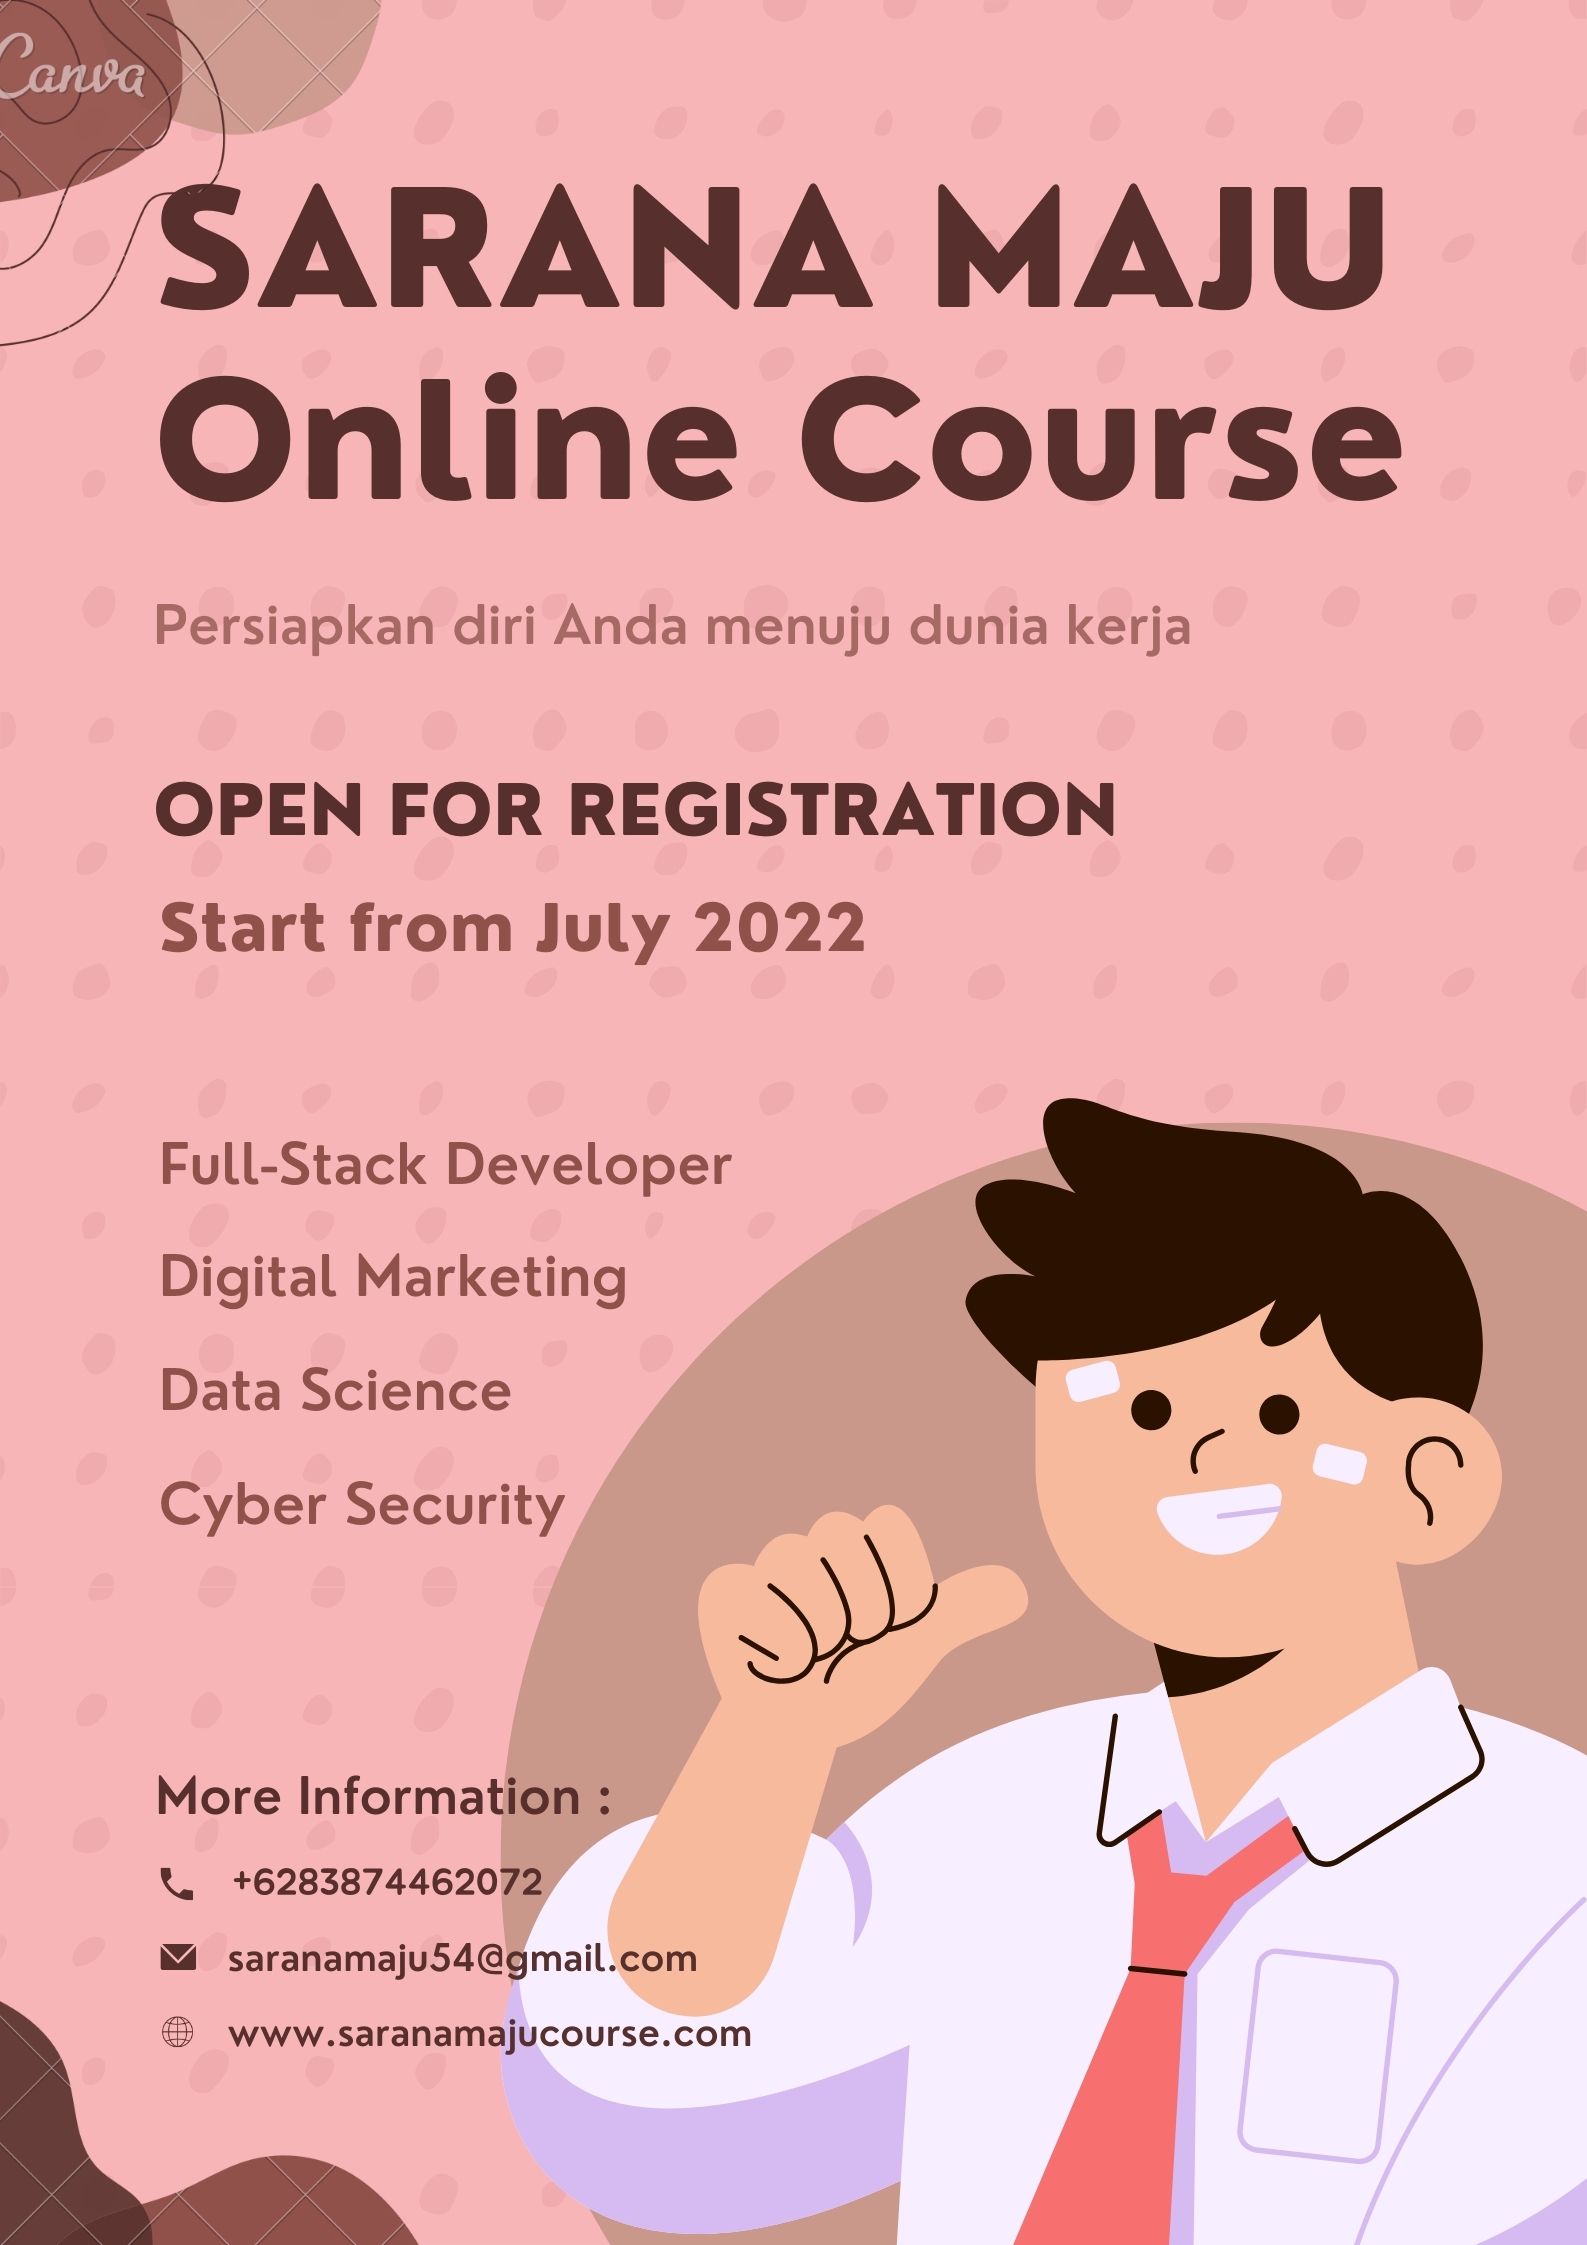 Canva
SARANA MAJU
Online Course
Persiapkan diri Anda menuju dunia kerja
OPEN FOR REGISTRATION
Start from July 2022
Full-Stack Developer
Digital Marketing
Data Science
Cyber Security
More Information :
+6283874462072
saranamaju54@gmail.com
www.saranamajucourse.com